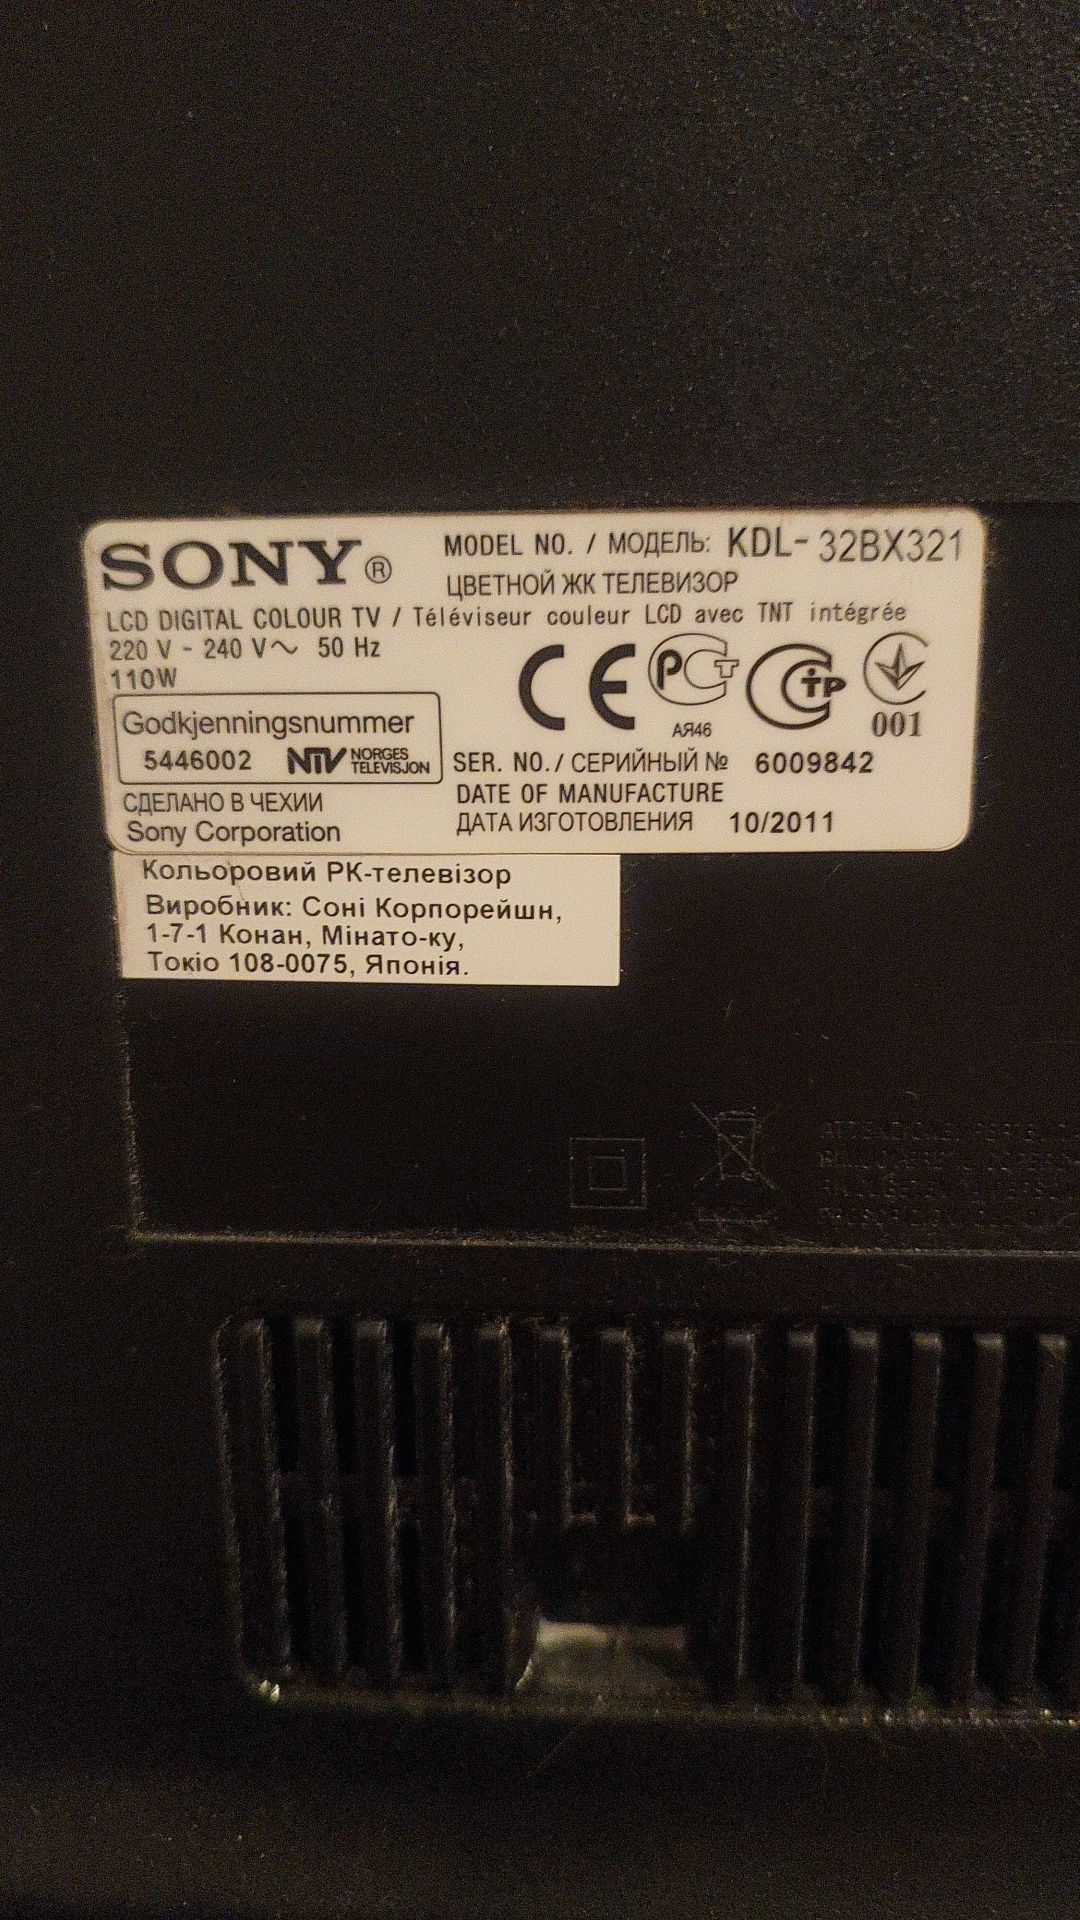 SONY® MODEL NO. / МОДЕЛЬ: KDL- 32BX321
ЦВЕТНОЙ ЖК ТЕЛЕВИЗОР
LCD DIGITAL COLOUR TV / Téléviseur couleur LCD avec TNT intégrée
220 V - 240 V~ 50 Hz
110W
CE
РСТ
АЯ46
СТР
001
Godkjenningsnummer
5446002 NTV NORGES TELEVISJON
SER. NO./ СЕРИЙНЫЙ № 6009842
DATE OF MANUFACTURE
ДАТА ИЗГОТОВЛЕНИЯ 10/2011
СДЕЛАНО В ЧЕХИИ
Sony Corporation
Кольоровий РК-телевізор
Виробник: Соні Корпорейшн,
1-7-1 Конан, Мінато-ку,
Токіо 108-0075, Японія.